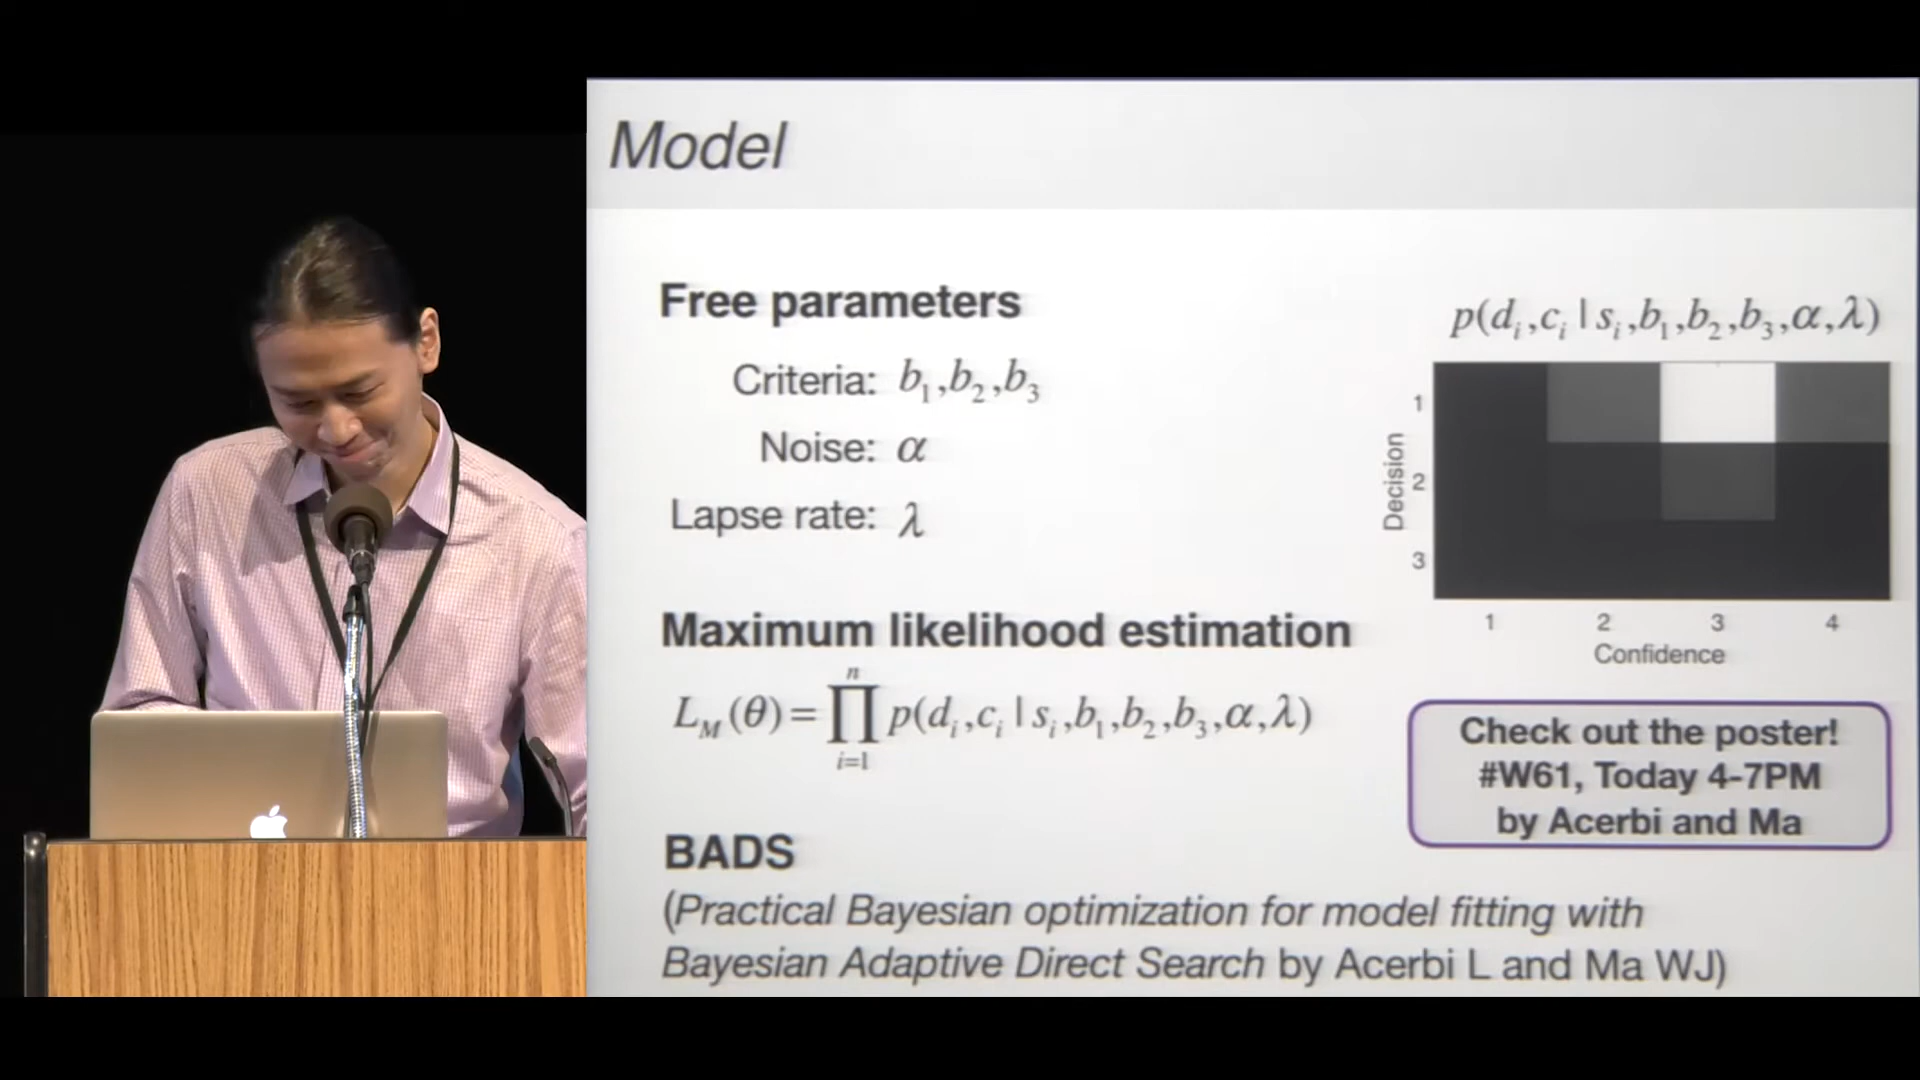 Model
Free parameters
Criteria: b₁,b₂,b₃
Noise: α
Lapse rate: λ
p(dᵢ,cᵢ | sᵢ,b₁,b₂,b₃,α,λ)
Decision
1
2
3
1 2 3 4
Confidence
Maximum likelihood estimation
L_M(θ)=∏_{i=1}^{n} p(dᵢ,cᵢ | sᵢ,b₁,b₂,b₃,α,λ)
Check out the poster!
#W61, Today 4-7PM
by Acerbi and Ma
BADS
(Practical Bayesian optimization for model fitting with
Bayesian Adaptive Direct Search by Acerbi L and Ma WJ)